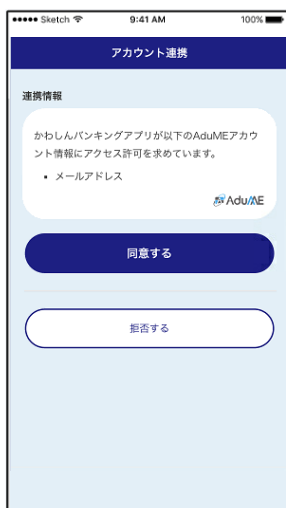 Sketch 9:41 AM 100%
アカウント連携
連携情報
かわしんバンキングアプリが以下のAduMEアカウ
ント情報にアクセス許可を求めています。
• メールアドレス
AduME
同意する
拒否する